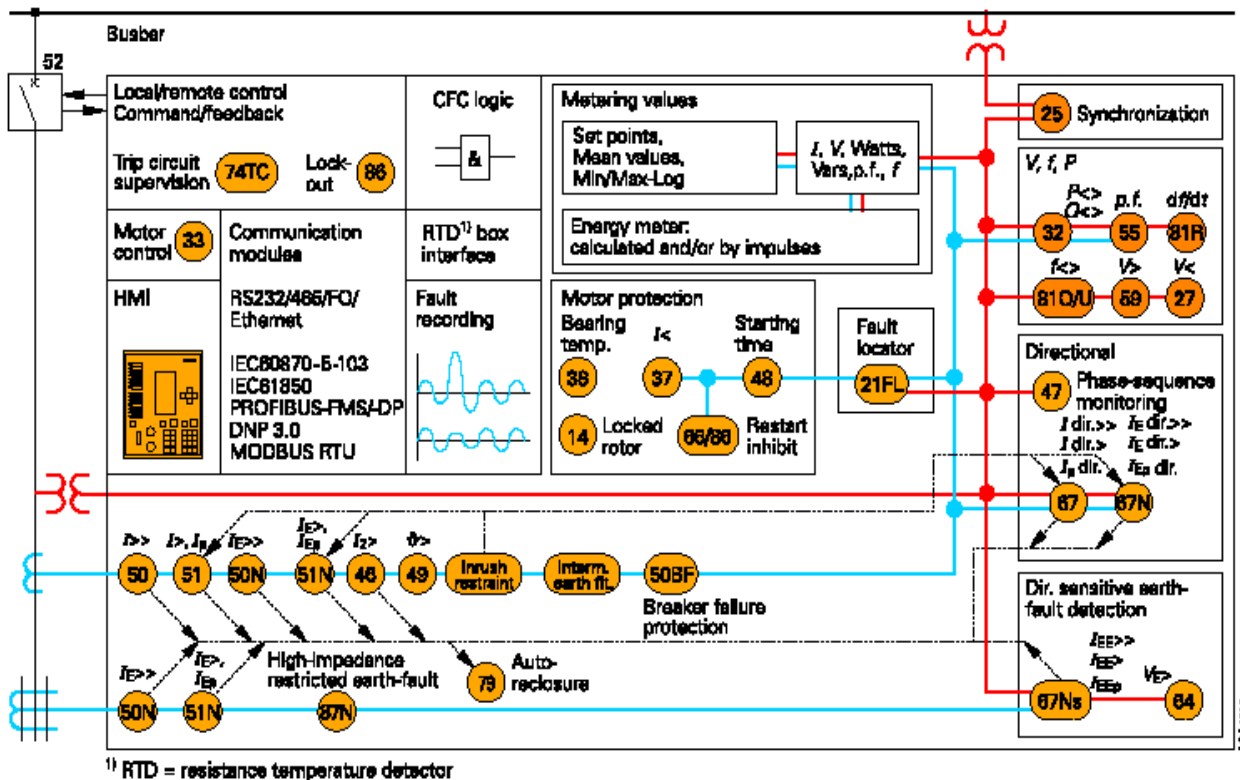 Busbar
52
Local/remote control
Command/feedback
Trip circuit
supervision
74TC
Lock-
out
86
CFC logic
&
Motor
control
33
Communication
modules
RTD¹⁾ box
interface
HMI
RS232/485/FO/
Ethernet
IEC60870-5-103
IEC61850
PROFIBUS-FMS/-DP
DNP 3.0
MODBUS RTU
Fault
recording
Metering values
Set points,
Mean values,
Min/Max-Log
I, V, Watts,
Vars,p.f., f
Energy meter:
calculated and/or by impulses
Motor protection
Bearing
temp.
38
I<
37
Starting
time
48
14
Locked
rotor
66/86
Restart
inhibit
Fault
locator
21FL
25
Synchronization
V, f, P
P<>
Q<>
p.f.
df/dt
32
55
81R
f<>
V>
V<
81O/U
59
27
Directional
47
Phase-sequence
monitoring
I dir.>>
I dir.>
Ip dir.
IE dir.>>
IE dir.>
IEp dir.
67
67N
I>>
I>, Ip
IE>>
IE>,
IEp
I2>
ϑ>
50
51
50N
51N
46
49
Inrush
restraint
Interm.
earth flt.
50BF
Breaker failure
protection
Dir. sensitive earth-
fault detection
IEE>>
IEE>
IEEp
VE>
67Ns
64
IE>>
IE>,
IEp
High-impedance
restricted earth-fault
50N
51N
87N
79
Auto-
reclosure
¹⁾ RTD = resistance temperature detector